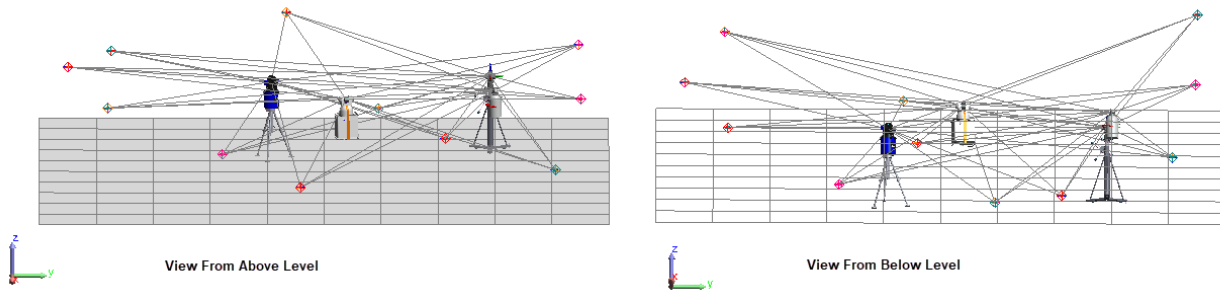 z
y
x
View From Above Level
z
y
x
View From Below Level